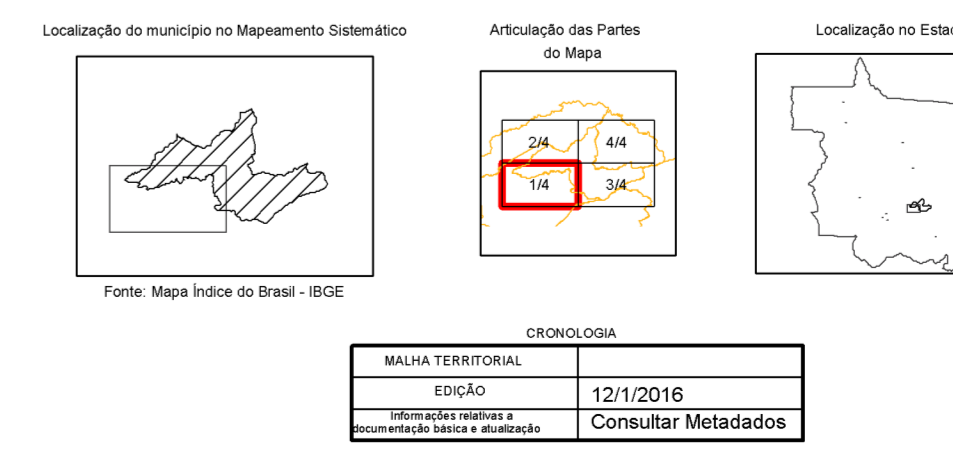 Localização do município no Mapeamento Sistemático
Fonte: Mapa Índice do Brasil - IBGE
Articulação das Partes
do Mapa
2/4
4/4
1/4
3/4
Localização no
CRONOLOGIA
MALHA TERRITORIAL
EDIÇÃO
12/1/2016
Informações relativas a
documentação básica e atualização
Consultar Metadados